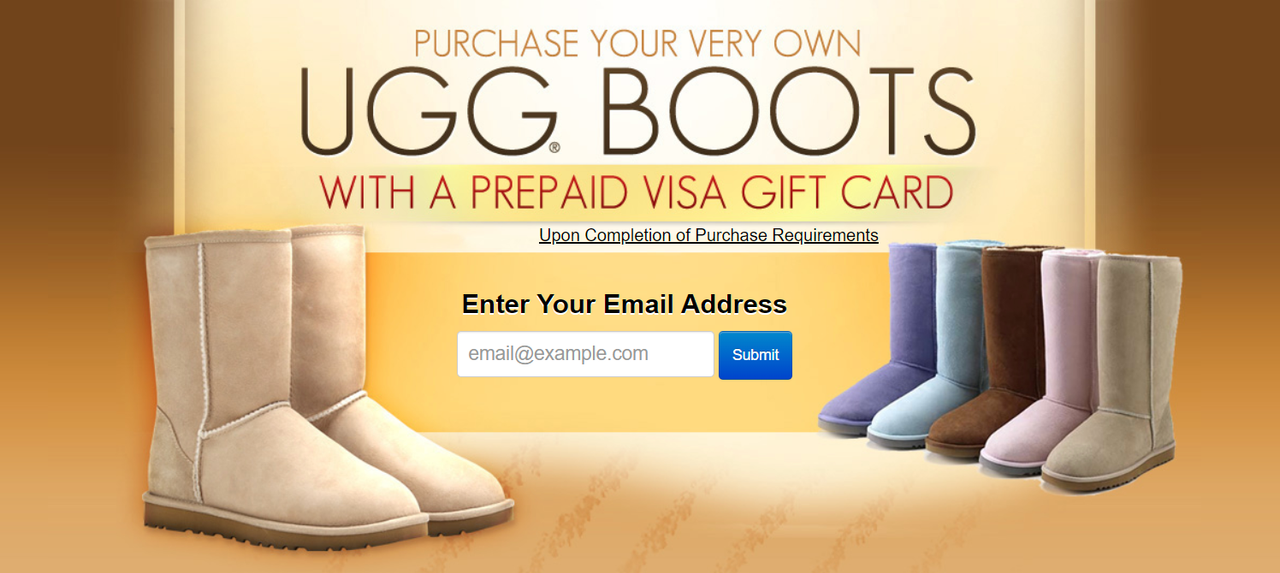 PURCHASE YOUR VERY OWN
UGG® BOOTS
WITH A PREPAID VISA GIFT CARD
Upon Completion of Purchase Requirements
Enter Your Email Address
email@example.com Submit